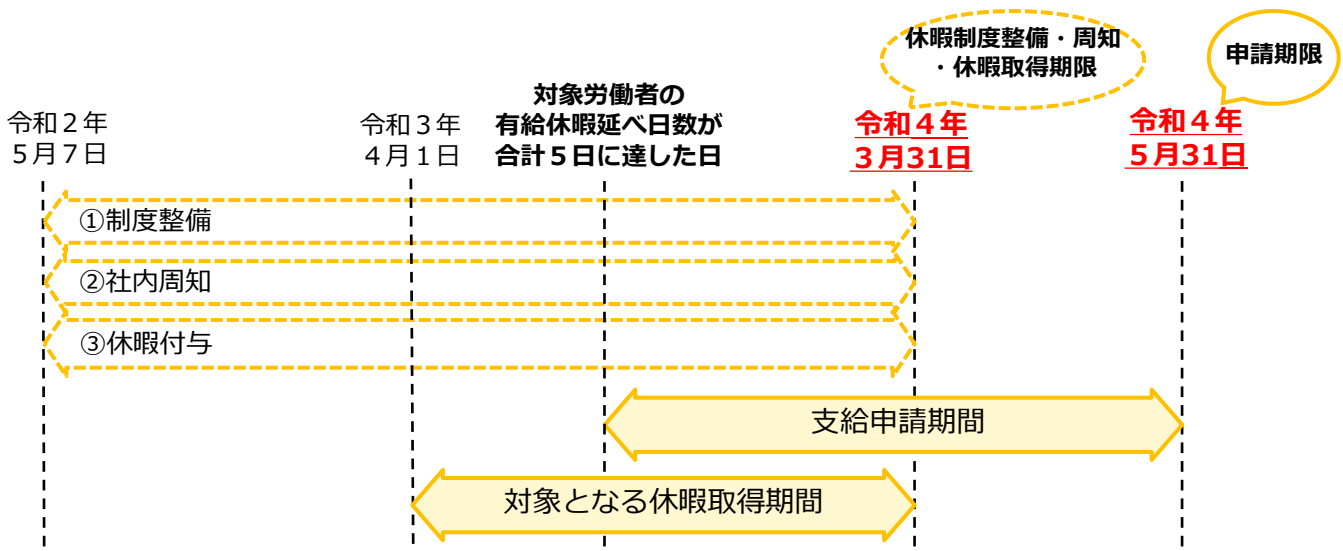 休暇制度整備・周知
・休暇取得期限
申請期限
令和２年
５月７日
令和３年
４月１日
対象労働者の
有給休暇延べ日数が
合計５日に達した日
令和４年
３月31日
令和４年
５月31日
①制度整備
②社内周知
③休暇付与
支給申請期間
対象となる休暇取得期間